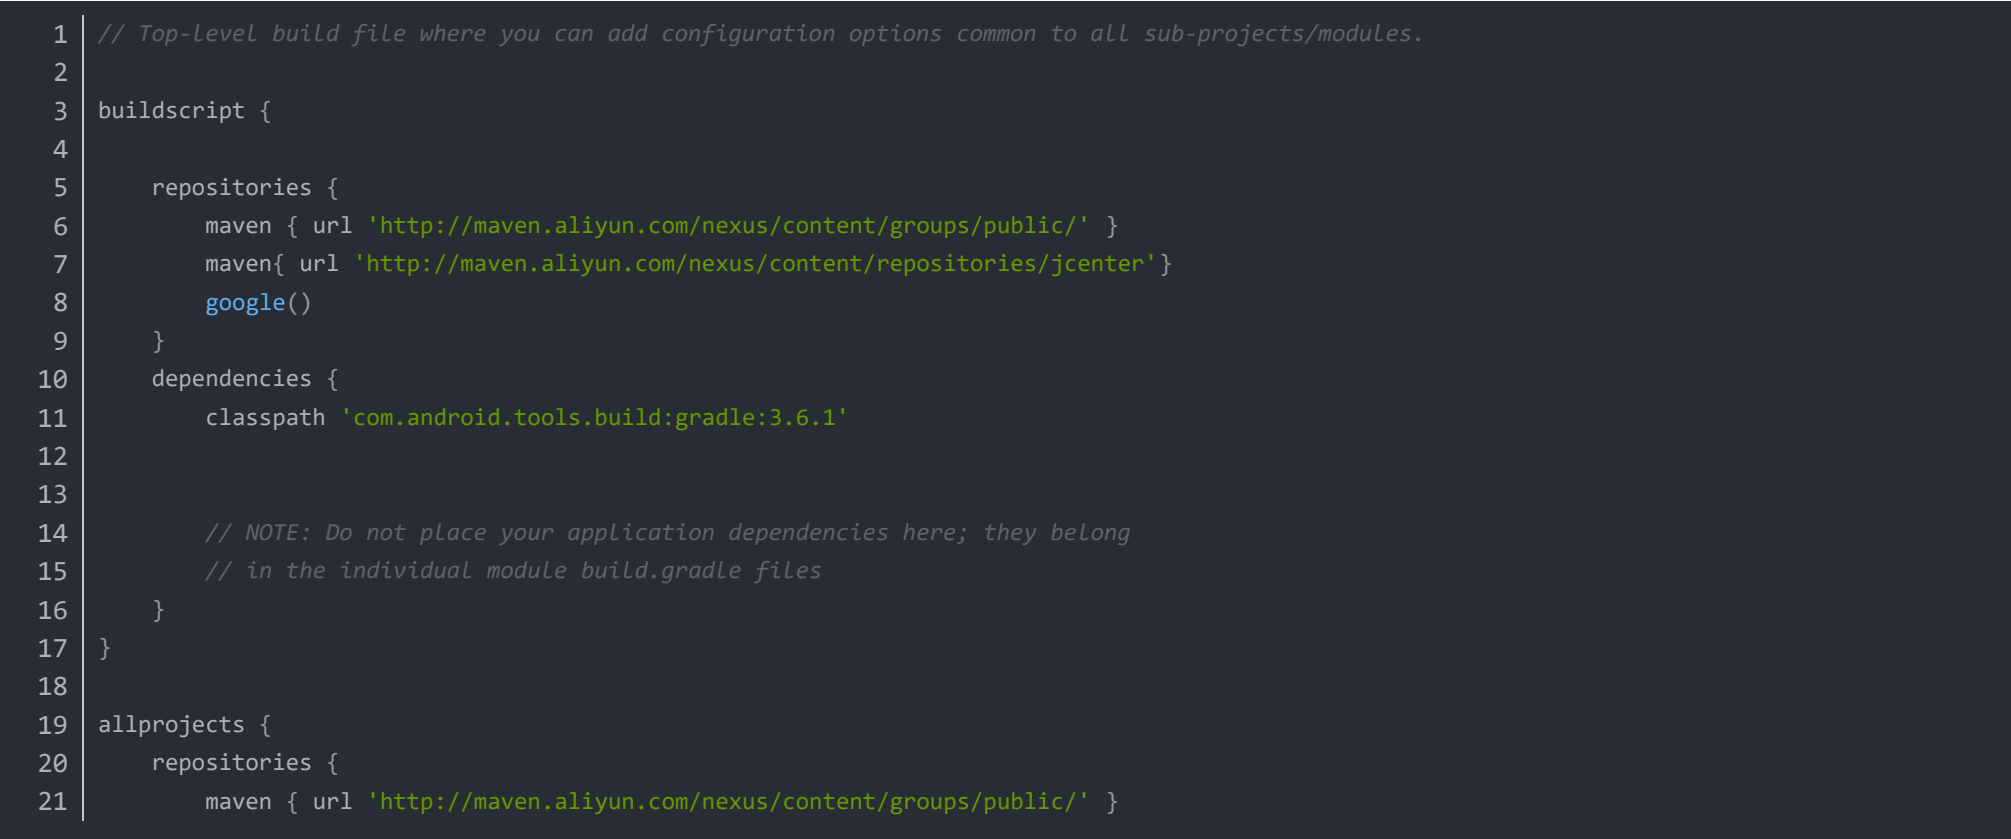 1 // Top-level build file where you can add configuration options common to all sub-projects/modules.
2
3 buildscript {
4
5     repositories {
6         maven { url 'http://maven.aliyun.com/nexus/content/groups/public/' }
7         maven{ url 'http://maven.aliyun.com/nexus/content/repositories/jcenter'}
8         google()
9     }
10     dependencies {
11         classpath 'com.android.tools.build:gradle:3.6.1'
12
13
14         // NOTE: Do not place your application dependencies here; they belong
15         // in the individual module build.gradle files
16     }
17 }
18
19 allprojects {
20     repositories {
21         maven { url 'http://maven.aliyun.com/nexus/content/groups/public/' }